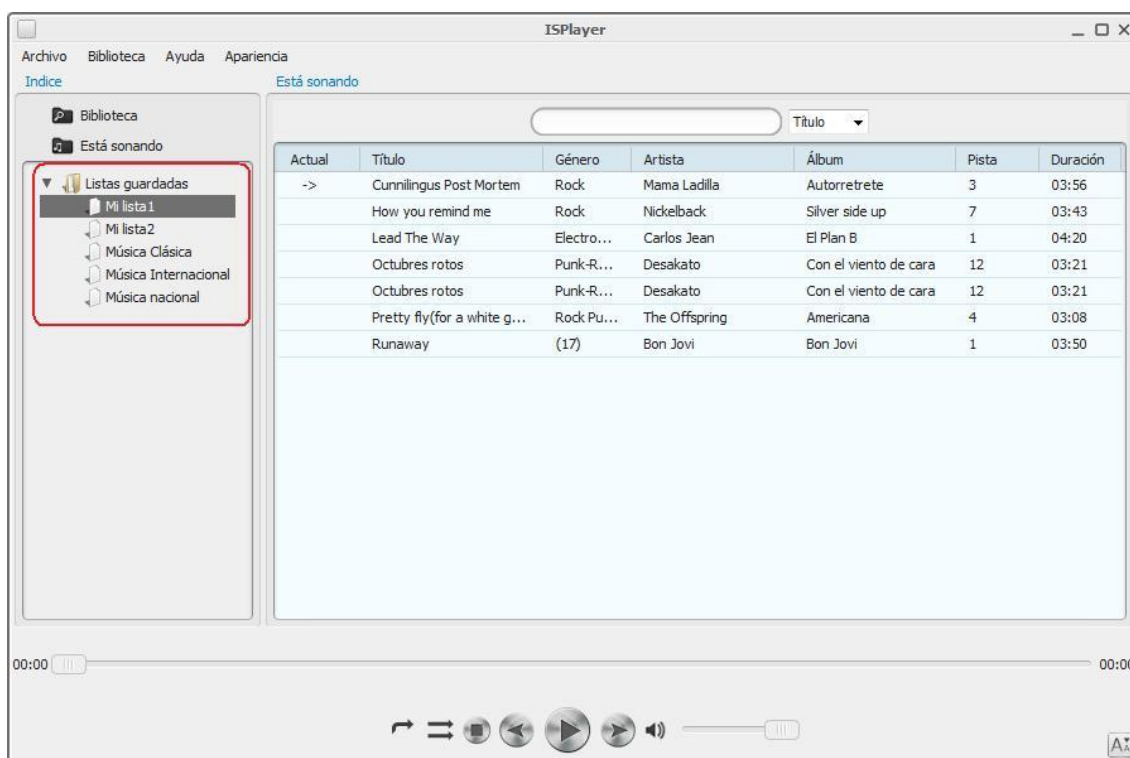 ISPlayer
Archivo Biblioteca Ayuda Apariencia
Indice
Está sonando
Biblioteca
Está sonando
Listas guardadas
Mi lista1
Mi lista2
Música Clásica
Música Internacional
Música nacional
Título
Actual Título Género Artista Álbum Pista Duración
-> Cunnilingus Post Mortem Rock Mama Ladilla Autorretrete 3 03:56
How you remind me Rock Nickelback Silver side up 7 03:43
Lead The Way Electro... Carlos Jean El Plan B 1 04:20
Octubres rotos Punk-R... Desakato Con el viento de cara 12 03:21
Octubres rotos Punk-R... Desakato Con el viento de cara 12 03:21
Pretty fly(for a white g... Rock Pu... The Offspring Americana 4 03:08
Runaway (17) Bon Jovi Bon Jovi 1 03:50
00:00